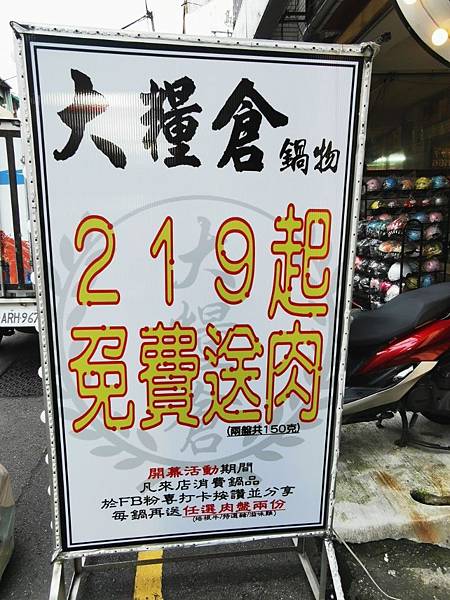 大糧倉鍋物
219起
免費送肉
(兩盤共150克)
開幕活動期間
凡來店消費鍋品
於FB粉專打卡按讚並分享
每鍋再送任選肉盤兩份
ARH-967